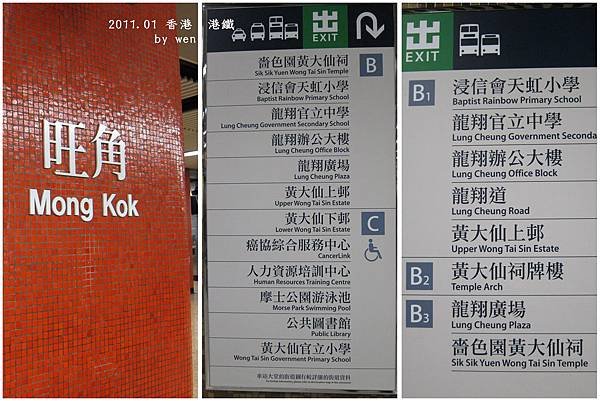 2011.01 香港 港鐵
by wen
旺角
Mong Kok
出
EXIT
嗇色園黃大仙祠
B
Sik Sik Yuen Wong Tai Sin Temple
浸信會天虹小學
Baptist Rainbow Primary School
龍翔官立中學
Lung Cheung Government Secondary School
龍翔辦公大樓
Lung Cheung Office Block
龍翔廣場
Lung Cheung Plaza
黃大仙上邨
Upper Wong Tai Sin Estate
黃大仙下邨
C
Lower Wong Tai Sin Estate
癌協綜合服務中心
CancerLink
人力資源培訓中心
Human Resources Training Centre
摩士公園游泳池
Morse Park Swimming Pool
公共圖書館
Public Library
黃大仙官立小學
Wong Tai Sin Government Primary School
出
EXIT
B1
浸信會天虹小學
Baptist Rainbow Primary School
龍翔官立中學
Lung Cheung Government Seconda
龍翔辦公大樓
Lung Cheung Office Block
龍翔道
Lung Cheung Road
黃大仙上邨
Upper Wong Tai Sin Estate
B2
黃大仙祠牌樓
Temple Arch
B3
龍翔廣場
Lung Cheung Plaza
嗇色園黃大仙祠
Sik Sik Yuen Wong Tai Sin Temple